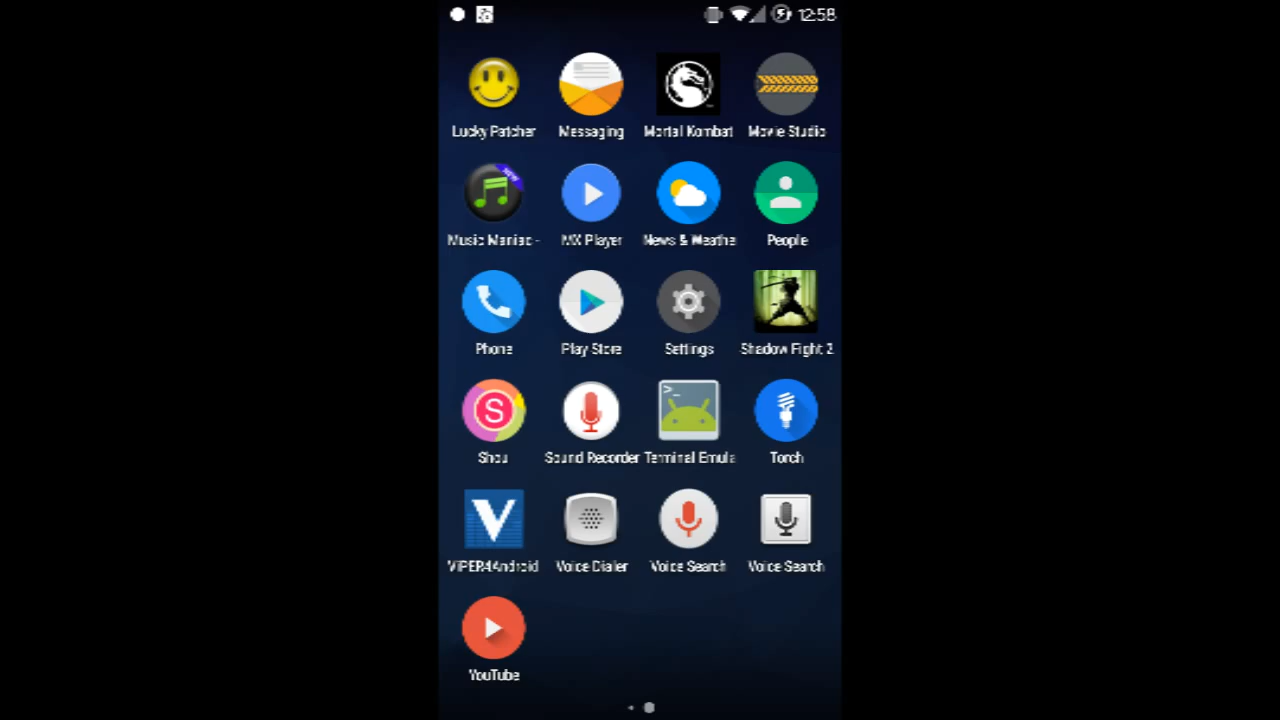 12:58
Lucky Patcher Messaging Mortal Kombat Movie Studio
NEW
Music Maniac - MX Player News & Weathe People
Phone Play Store Settings Shadow Fight 2
S
>_
Shou Sound Recorder Terminal Emula Torch
V
ViPER4Android Voice Dialer Voice Search Voice Search
YouTube